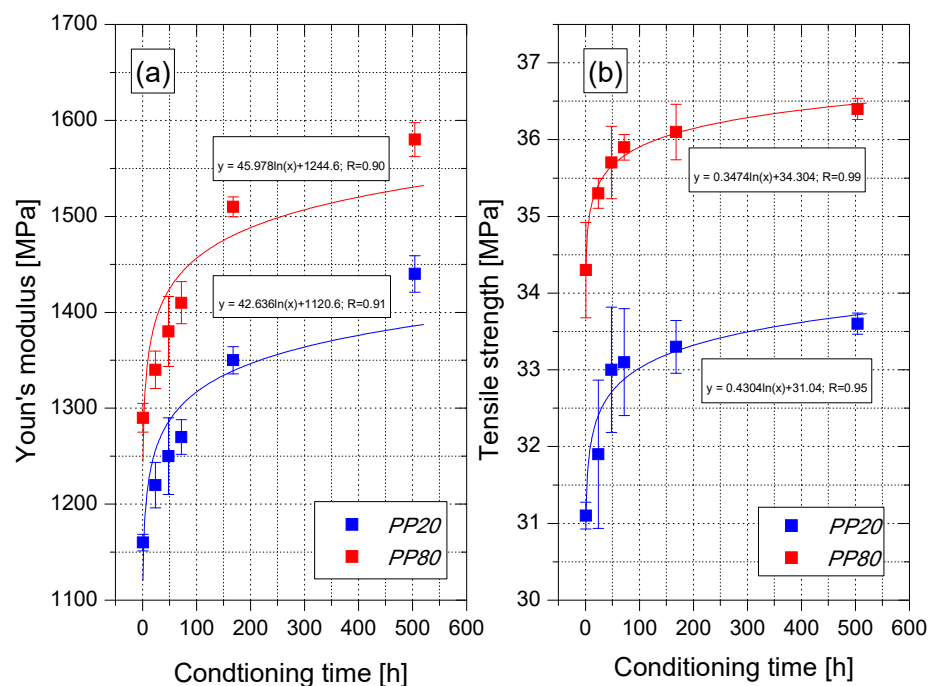 (a)
Youn's modulus [MPa]
1700
1600
1500
1400
1300
1200
1100
y = 45.978ln(x)+1244.6; R=0.90
y = 42.636ln(x)+1120.6; R=0.91
PP20
PP80
0 100 200 300 400 500 600
Condtioning time [h]
(b)
Tensile strength [MPa]
37
36
35
34
33
32
31
30
y = 0.3474ln(x)+34.304; R=0.99
y = 0.4304ln(x)+31.04; R=0.95
PP20
PP80
0 100 200 300 400 500 600
Conditioning time [h]